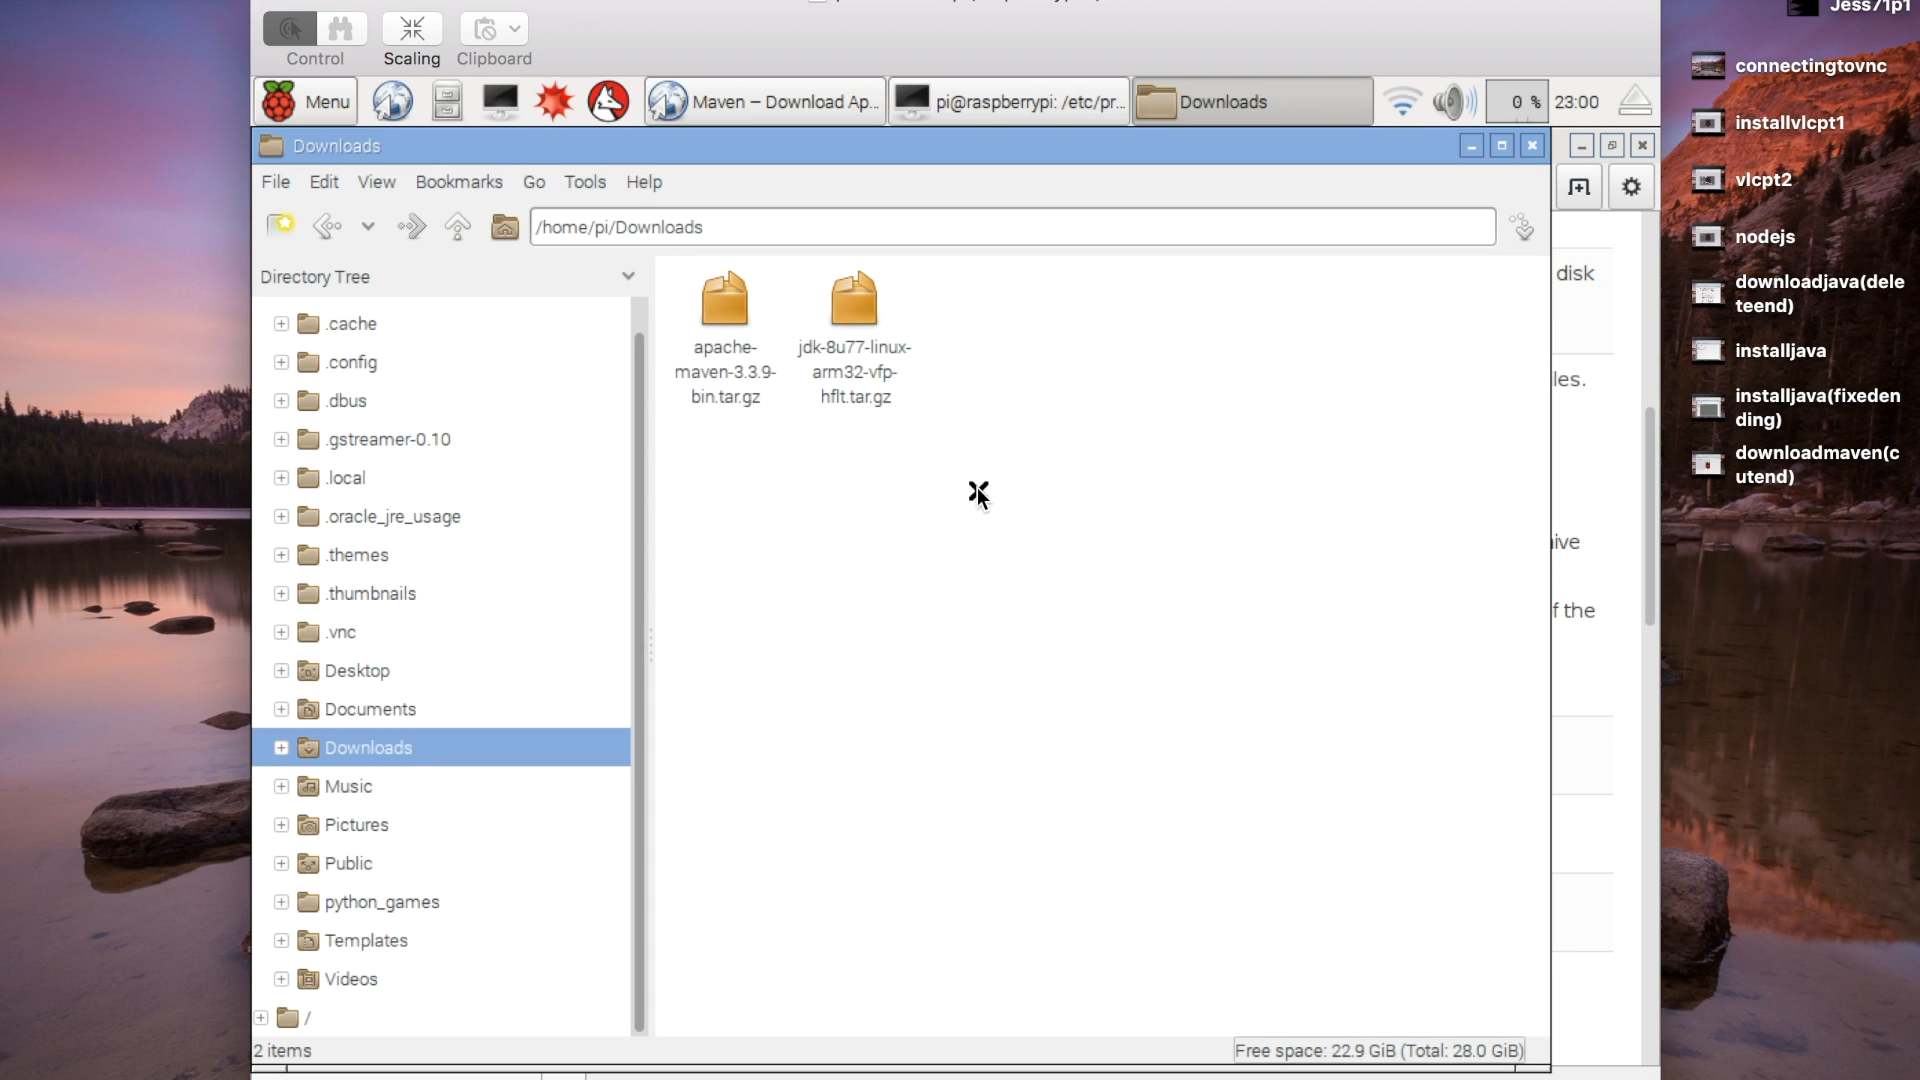 Jess71p1
Control
Scaling
Clipboard
Menu
Maven – Download Ap...
pi@raspberrypi: /etc/pr...
Downloads
0 %
23:00
Downloads
File
Edit
View
Bookmarks
Go
Tools
Help
/home/pi/Downloads
Directory Tree
.cache
.config
.dbus
.gstreamer-0.10
.local
.oracle_jre_usage
.themes
.thumbnails
.vnc
Desktop
Documents
Downloads
Music
Pictures
Public
python_games
Templates
Videos
/
2 items
apache-
maven-3.3.9-
bin.tar.gz
jdk-8u77-linux-
arm32-vfp-
hflt.tar.gz
Free space: 22.9 GiB (Total: 28.0 GiB)
disk
les.
ive
f the
connectingtovnc
installvlcpt1
vlcpt2
nodejs
downloadjava(dele
teend)
installjava
installjava(fixeden
ding)
downloadmaven(c
utend)